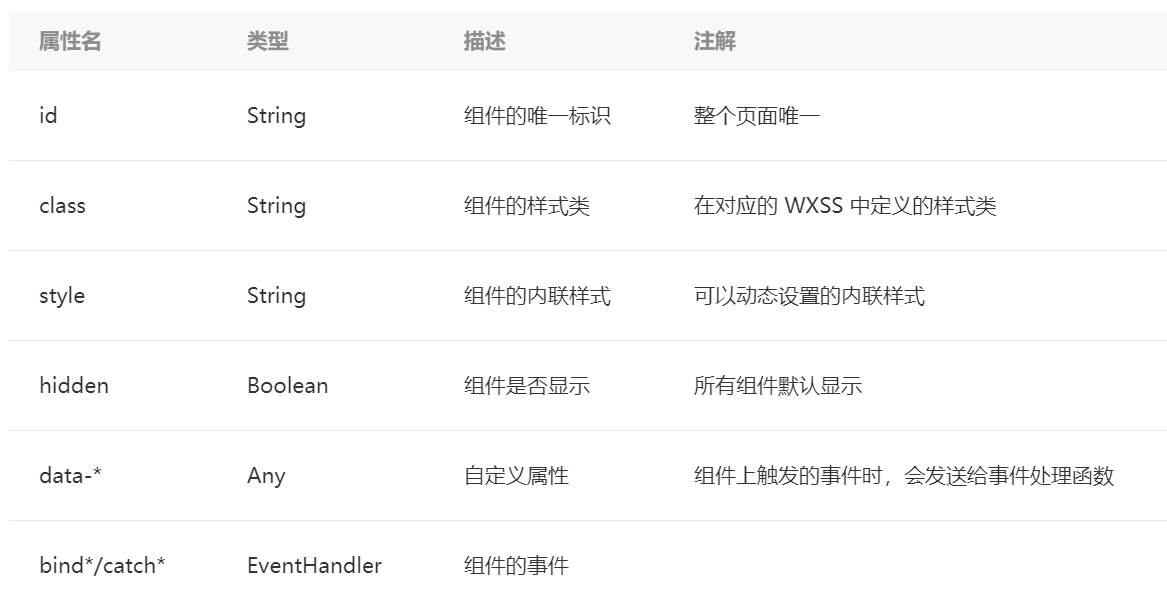 属性名 类型 描述 注解
id String 组件的唯一标识 整个页面唯一
class String 组件的样式类 在对应的 WXSS 中定义的样式类
style String 组件的内联样式 可以动态设置的内联样式
hidden Boolean 组件是否显示 所有组件默认显示
data-* Any 自定义属性 组件上触发的事件时，会发送给事件处理函数
bind*/catch* EventHandler 组件的事件